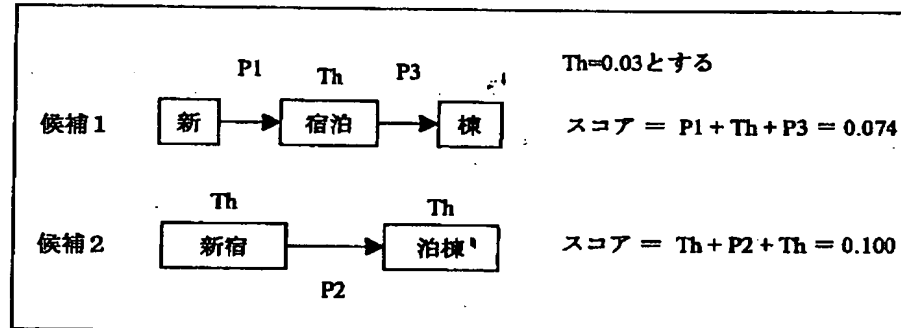 Th=0.03とする
P1 Th P3
候補1 新 宿泊 棟 スコア = P1+Th+P3 = 0.074
Th Th
候補2 新宿 泊棟 スコア = Th+P2+Th = 0.100
P2